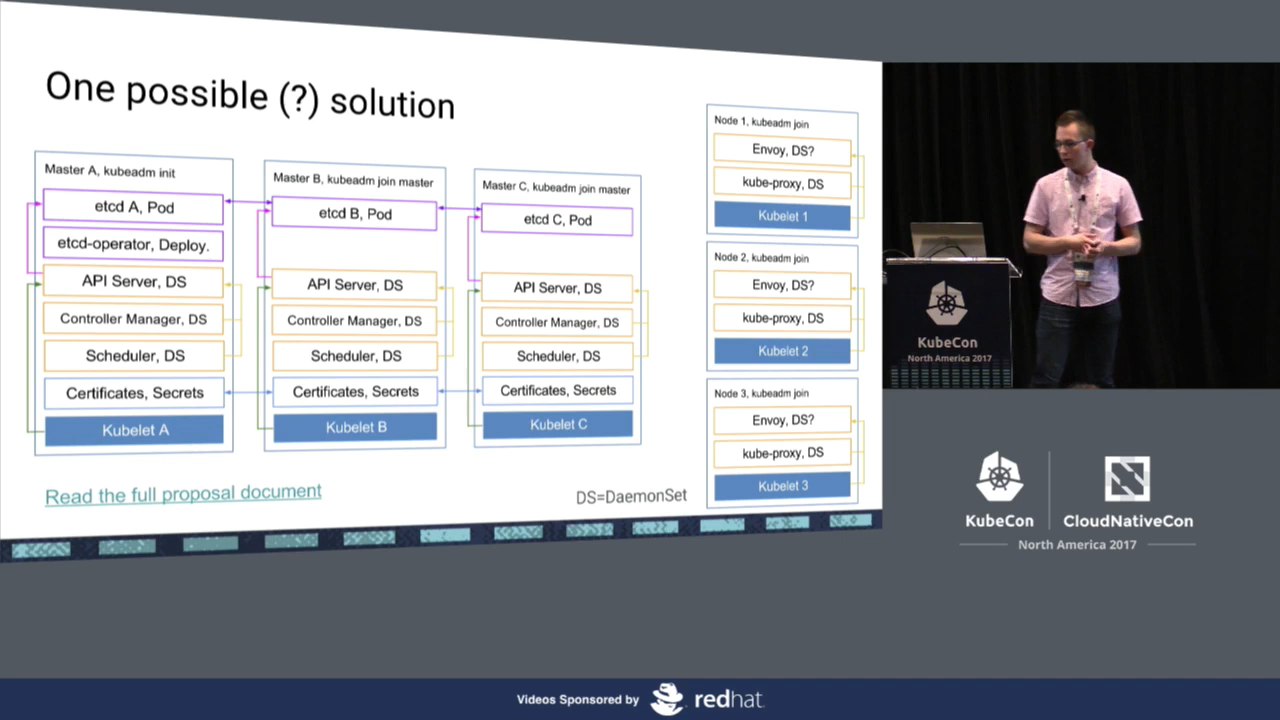 One possible (?) solution
Master A, kubeadm init
etcd A, Pod
etcd-operator, Deploy.
API Server, DS
Controller Manager, DS
Scheduler, DS
Certificates, Secrets
Kubelet A
Master B, kubeadm join master
etcd B, Pod
API Server, DS
Controller Manager, DS
Scheduler, DS
Certificates, Secrets
Kubelet B
Master C, kubeadm join master
etcd C, Pod
API Server, DS
Controller Manager, DS
Scheduler, DS
Certificates, Secrets
Kubelet C
Node 1, kubeadm join
Envoy, DS?
kube-proxy, DS
Kubelet 1
Node 2, kubeadm join
Envoy, DS?
kube-proxy, DS
Kubelet 2
Node 3, kubeadm join
Envoy, DS?
kube-proxy, DS
Kubelet 3
Read the full proposal document
DS=DaemonSet
KubeCon
North America 2017
KubeCon
CloudNativeCon
North America 2017
Videos Sponsored by
redhat.